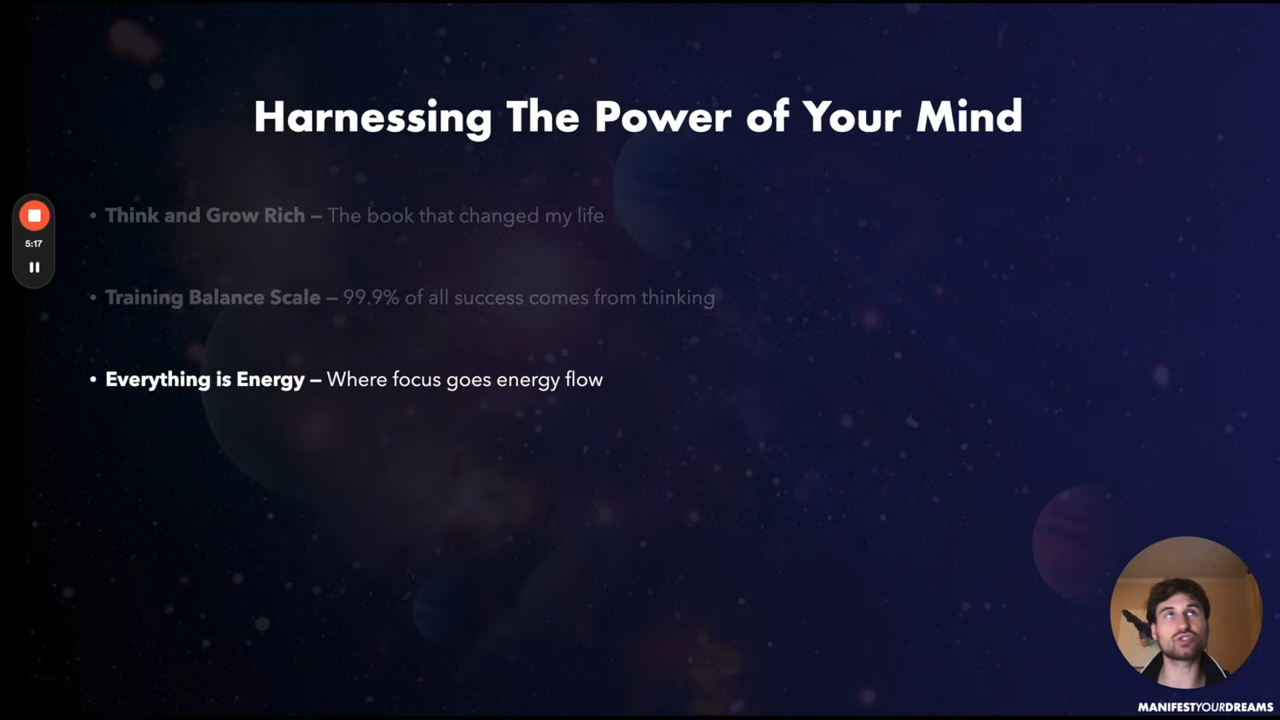 Harnessing The Power of Your Mind
• Think and Grow Rich – The book that changed my life
5:17
• Training Balance Scale – 99.9% of all success comes from thinking
• Everything is Energy – Where focus goes energy flow
MANIFESTYOURDREAMS